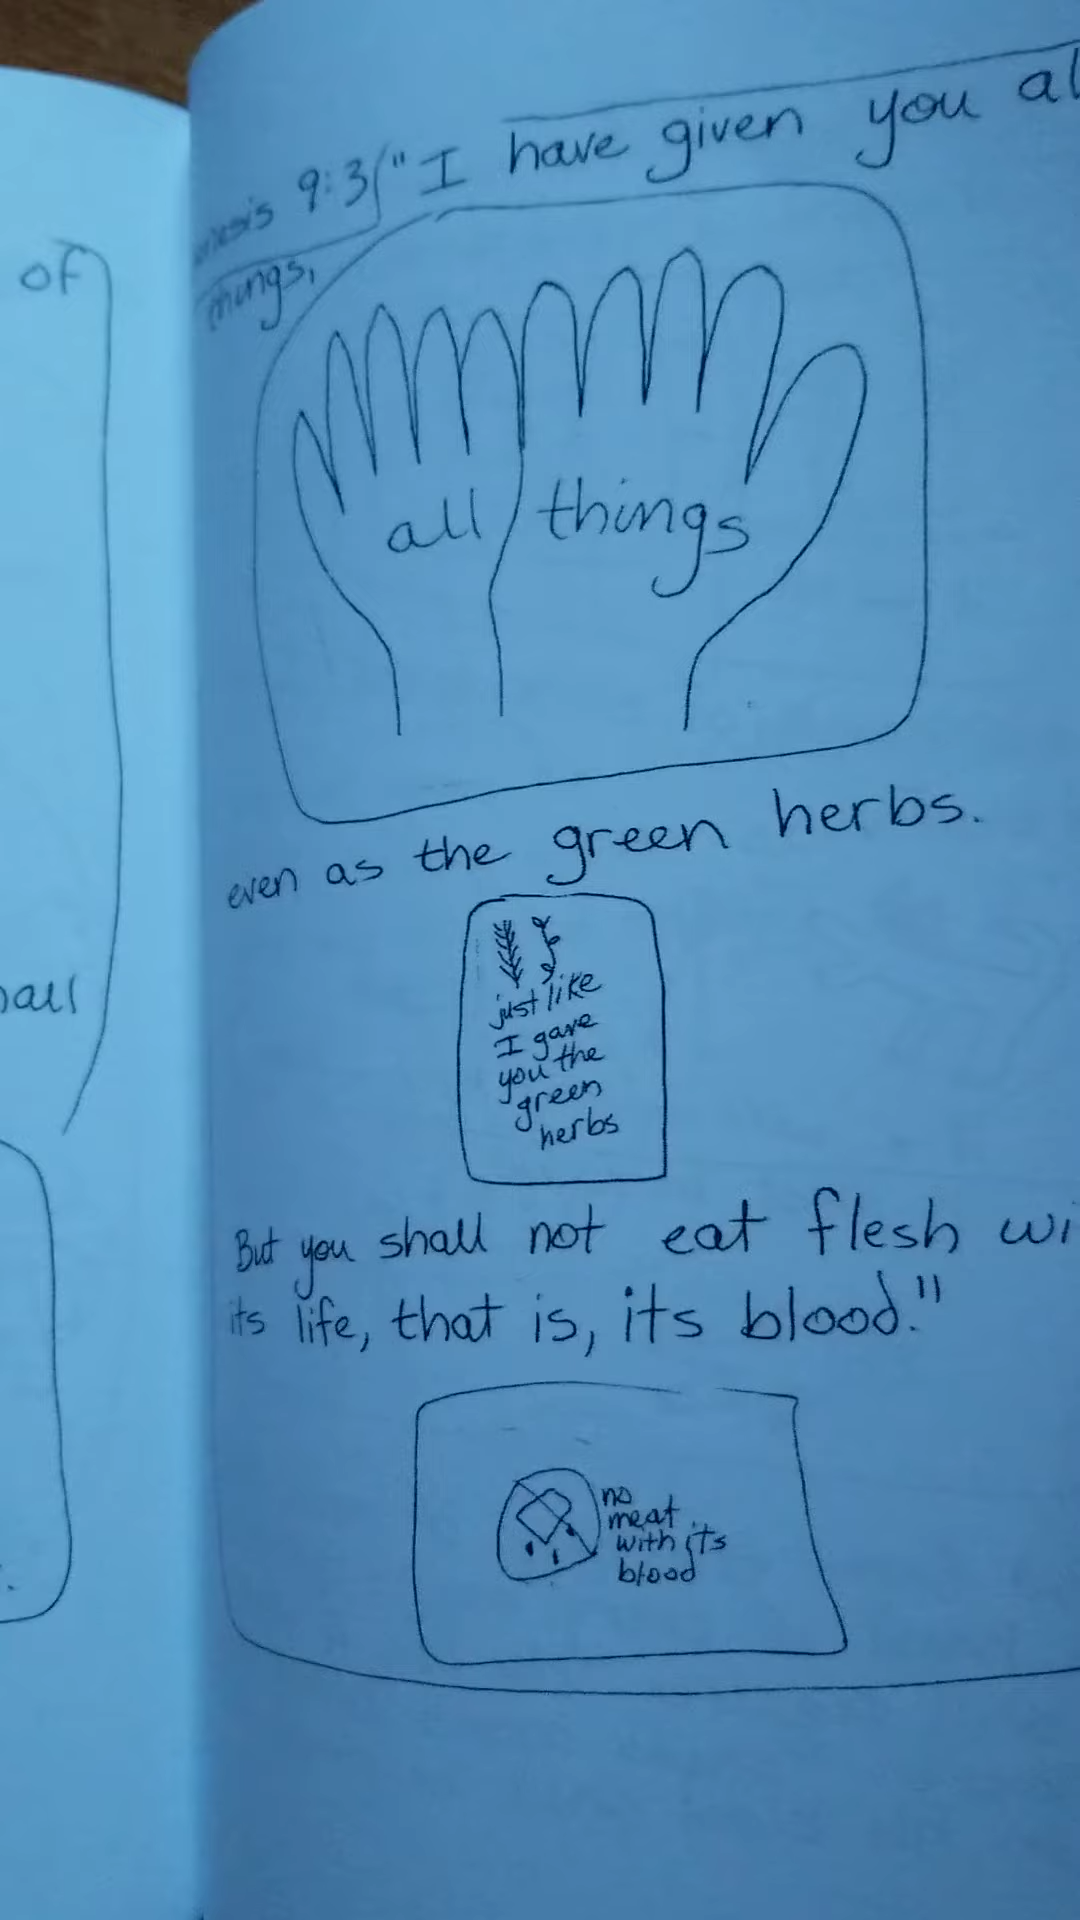 of
hall
nesis 9:3 "I have given you al
things,
all things
even as the green herbs.
just like
I gave
you the
green
herbs
But you shall not eat flesh wi
its life, that is, its blood."
no
meat
with its
blood